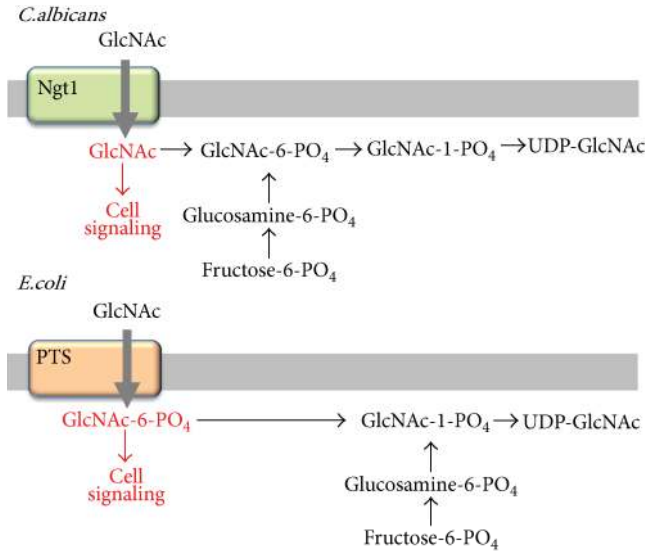 C.albicans
GlcNAc
Ngt1
GlcNAc → GlcNAc-6-PO4 → GlcNAc-1-PO4 → UDP-GlcNAc
Cell
signaling
Glucosamine-6-PO4
Fructose-6-PO4
E.coli
GlcNAc
PTS
GlcNAc-6-PO4 → GlcNAc-1-PO4 → UDP-GlcNAc
Cell
signaling
Glucosamine-6-PO4
Fructose-6-PO4